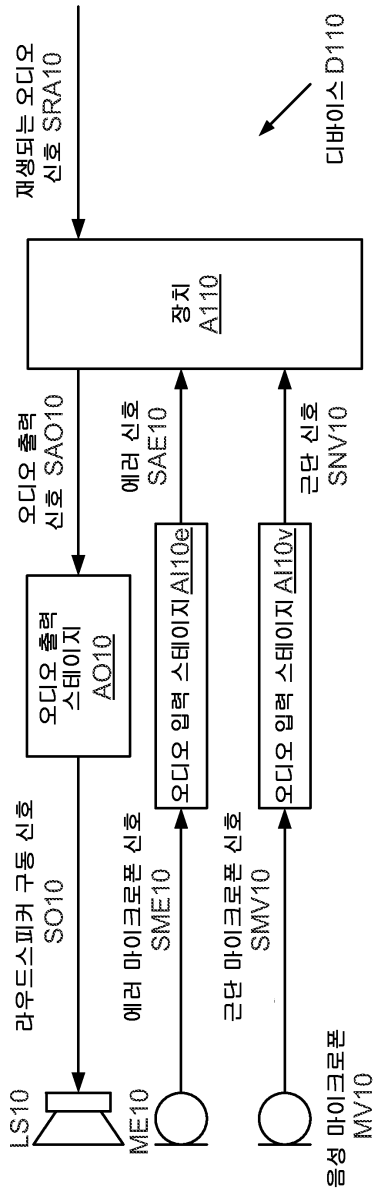 LS10
라우드스피커 구동 신호
SO10
오디오 출력
스테이지
AO10
오디오 출력
신호 SAO10
재생되는 오디오
신호 SRA10
ME10
에러 마이크로폰 신호
SME10
오디오 입력 스테이지 AI10e
에러 신호
SAE10
장치
A110
음성 마이크로폰
MV10
근단 마이크로폰 신호
SMV10
오디오 입력 스테이지 AI10v
근단 신호
SNV10
디바이스 D110